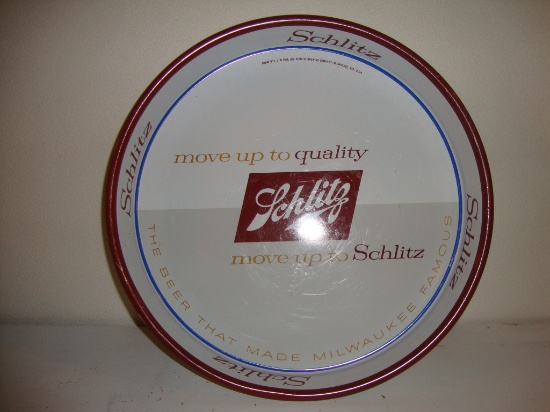 Schlitz
move up to quality
Schlitz
move up to Schlitz
THE BEER THAT MADE MILWAUKEE FAMOUS
Schlitz
Schlitz
Schlitz